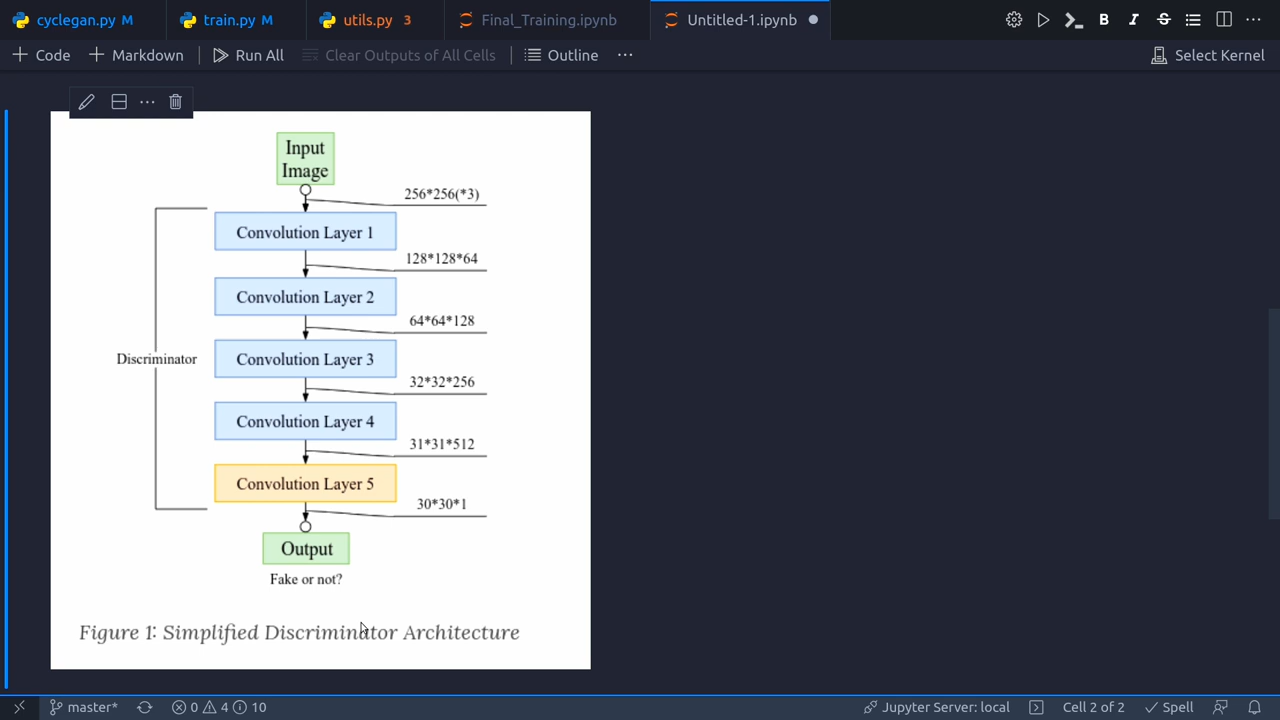 cyclegan.py M train.py M utils.py 3 Final_Training.ipynb Untitled-1.ipynb
Code Markdown Run All Clear Outputs of All Cells Outline Select Kernel
Input
Image
256*256(*3)
Convolution Layer 1
128*128*64
Convolution Layer 2
64*64*128
Discriminator
Convolution Layer 3
32*32*256
Convolution Layer 4
31*31*512
Convolution Layer 5
30*30*1
Output
Fake or not?
Figure 1: Simplified Discriminator Architecture
master* 0 4 10 Jupyter Server: local Cell 2 of 2 Spell